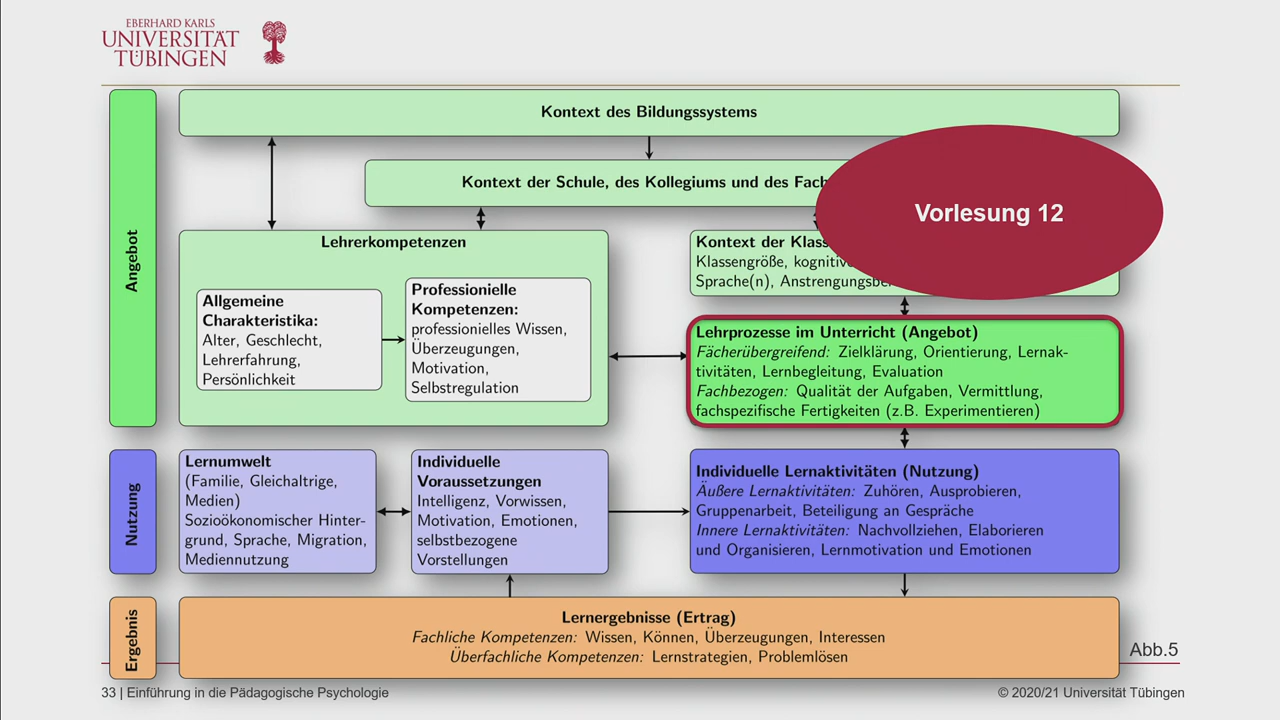 EBERHARD KARLS
UNIVERSITÄT
TÜBINGEN
Angebot
Kontext des Bildungssystems
Kontext der Schule, des Kollegiums und des Fach
Vorlesung 12
Lehrerkompetenzen
Allgemeine
Charakteristika:
Alter, Geschlecht,
Lehrerfahrung,
Persönlichkeit
Professionelle
Kompetenzen:
professionelles Wissen,
Überzeugungen,
Motivation,
Selbstregulation
Kontext der Klass
Klassengröße, kognitiv
Sprache(n), Anstrengungsbe
Lehrprozesse im Unterricht (Angebot)
Fächerübergreifend: Zielklärung, Orientierung, Lernak-
tivitäten, Lernbegleitung, Evaluation
Fachbezogen: Qualität der Aufgaben, Vermittlung,
fachspezifische Fertigkeiten (z.B. Experimentieren)
Nutzung
Lernumwelt
(Familie, Gleichaltrige,
Medien)
Sozioökonomischer Hinter-
grund, Sprache, Migration,
Mediennutzung
Individuelle
Voraussetzungen
Intelligenz, Vorwissen,
Motivation, Emotionen,
selbstbezogene
Vorstellungen
Individuelle Lernaktivitäten (Nutzung)
Äußere Lernaktivitäten: Zuhören, Ausprobieren,
Gruppenarbeit, Beteiligung an Gespräche
Innere Lernaktivitäten: Nachvollziehen, Elaborieren
und Organisieren, Lernmotivation und Emotionen
Ergebnis
Lernergebnisse (Ertrag)
Fachliche Kompetenzen: Wissen, Können, Überzeugungen, Interessen
Überfachliche Kompetenzen: Lernstrategien, Problemlösen
Abb.5
33 | Einführung in die Pädagogische Psychologie
© 2020/21 Universität Tübingen